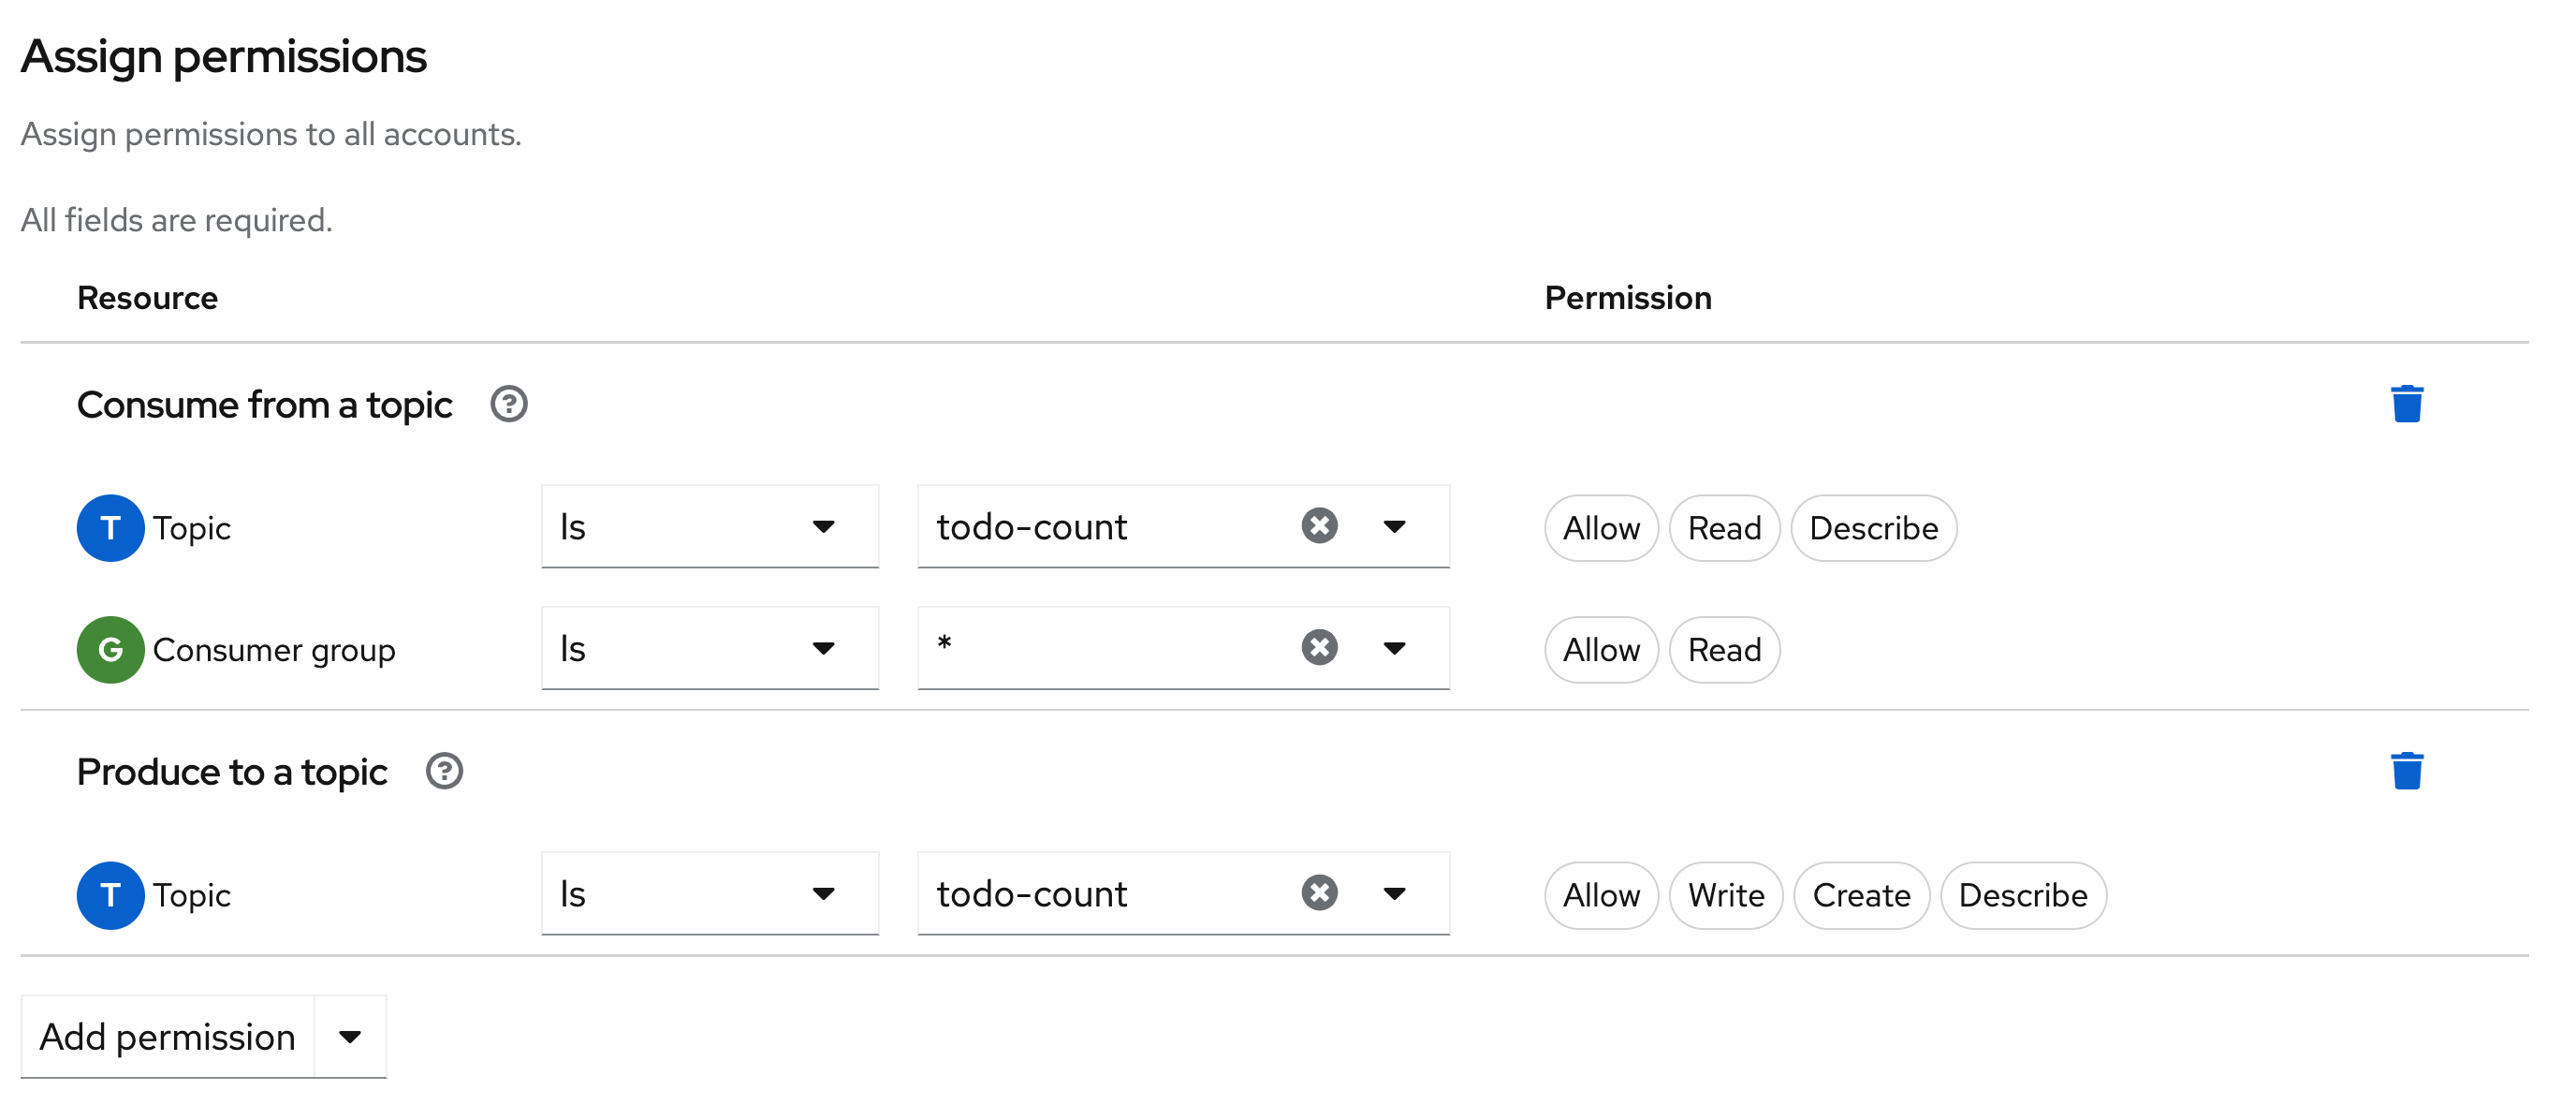 Assign permissions
Assign permissions to all accounts.
All fields are required.
Resource Permission
Consume from a topic ?
T Topic Is todo-count Allow Read Describe
G Consumer group Is * Allow Read
Produce to a topic ?
T Topic Is todo-count Allow Write Create Describe
Add permission